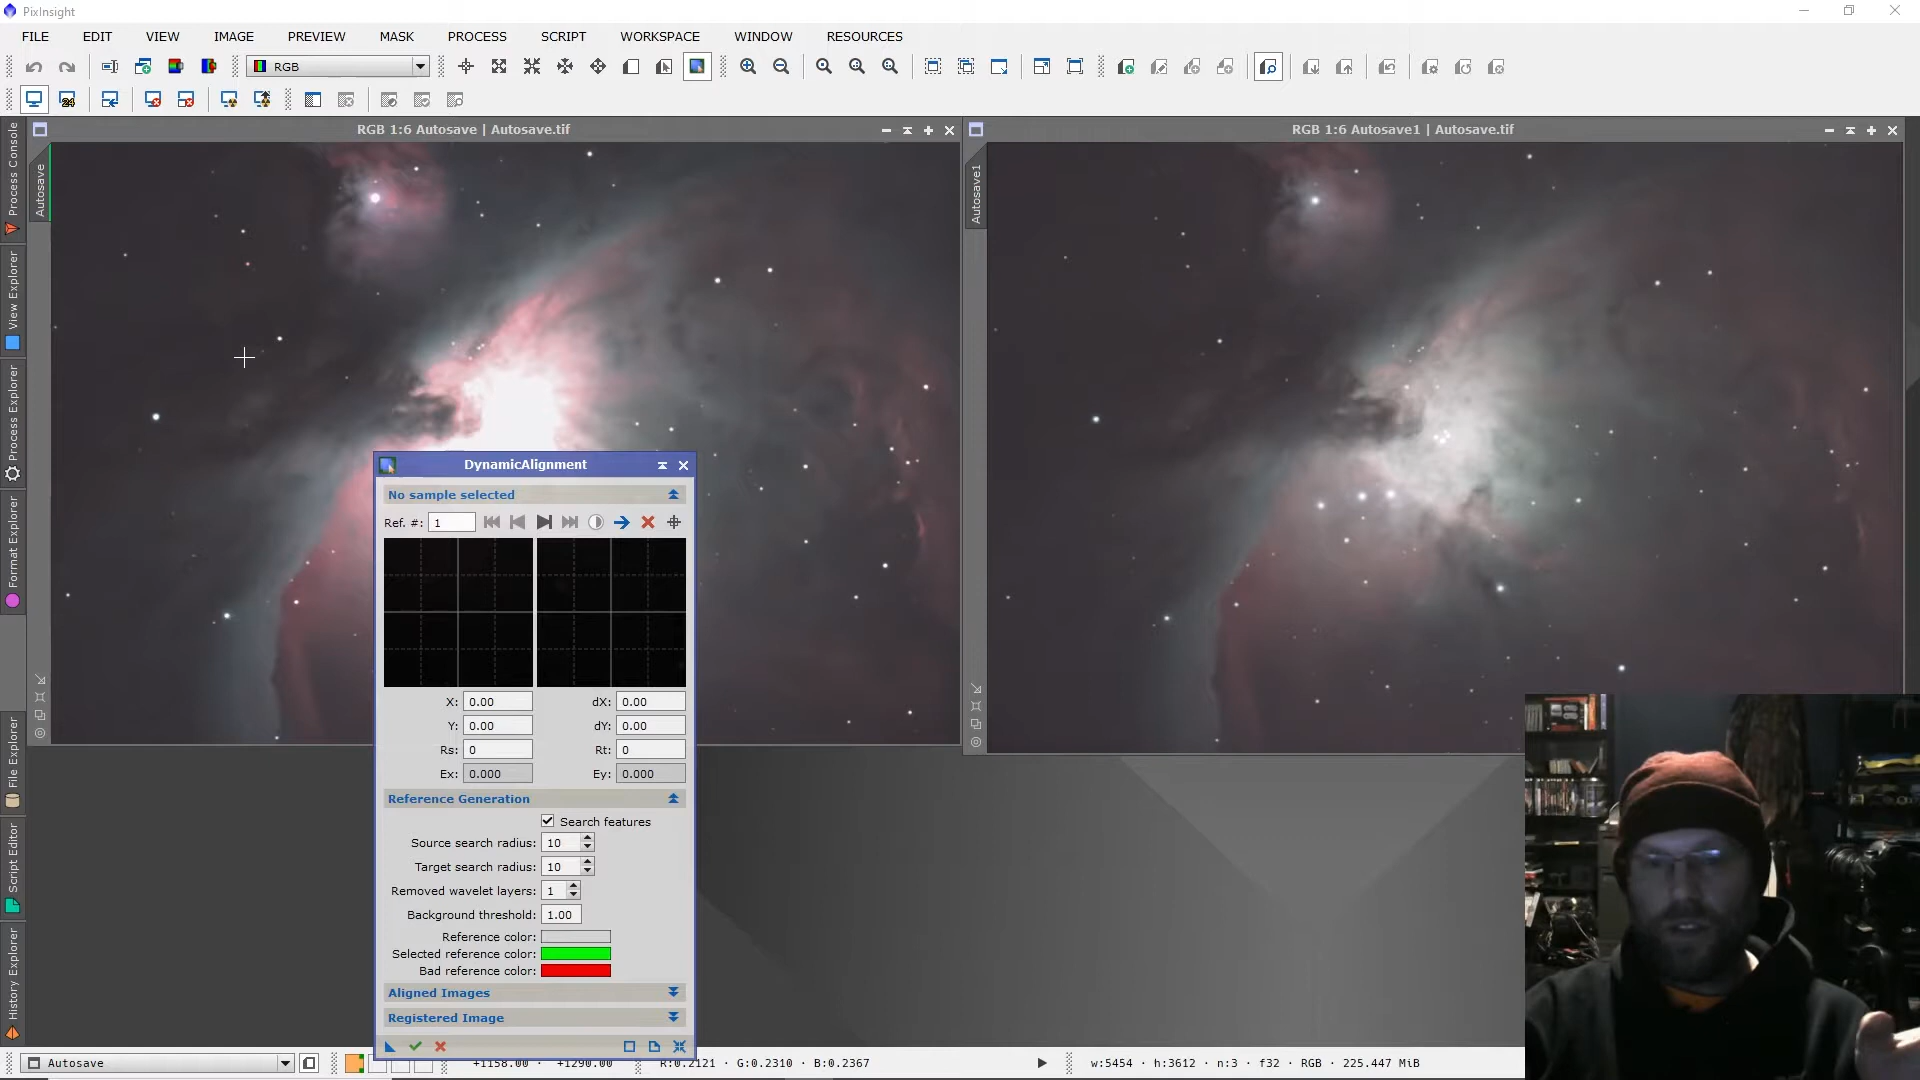 PixInsight
FILE EDIT VIEW IMAGE PREVIEW MASK PROCESS SCRIPT WORKSPACE WINDOW RESOURCES
RGB
24
RGB 1:6 Autosave | Autosave.tif
RGB 1:6 Autosave1 | Autosave.tif
Process Console
View Explorer
Process Explorer
Format Explorer
File Explorer
Script Editor
History Explorer
Autosave
Autosave1
DynamicAlignment
No sample selected
Ref. #: 1
X: 0.00 dX: 0.00
Y: 0.00 dY: 0.00
Rs: 0 Rt: 0
Ex: 0.000 Ey: 0.000
Reference Generation
Search features
Source search radius: 10
Target search radius: 10
Removed wavelet layers: 1
Background threshold: 1.00
Reference color:
Selected reference color:
Bad reference color:
Aligned Images
Registered Image
Autosave
+1158.00 · +1290.00 R:0.2121 · G:0.2310 · B:0.2367 w:5454 · h:3612 · n:3 · f32 · RGB · 225.447 MiB